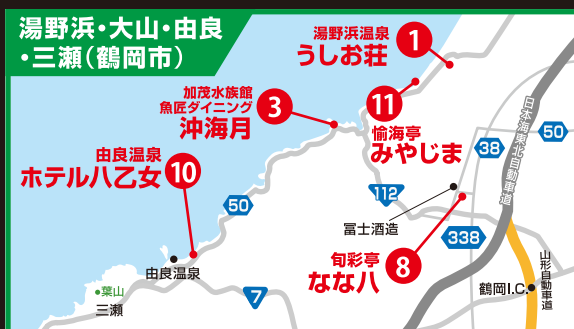 湯野浜・大山・由良
・三瀬(鶴岡市)
湯野浜温泉
うしお荘
1
11
愉海亭
みやじま
加茂水族館
魚匠ダイニング
沖海月
3
由良温泉
ホテル八乙女
10
日本海東北自動車道
50
38
112
50
冨士酒造
338
旬彩亭
なな八
8
由良温泉
葉山
三瀬
7
鶴岡I.C.
山形自動車道